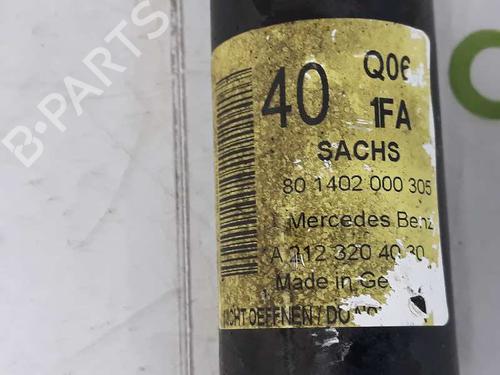 B-PARTS
40
Q06
1FA
SACHS
80 1402 000 305
Mercedes Benz
A 212 320 40 30
Made in Ge
NICHT OEFFNEN / DO NO